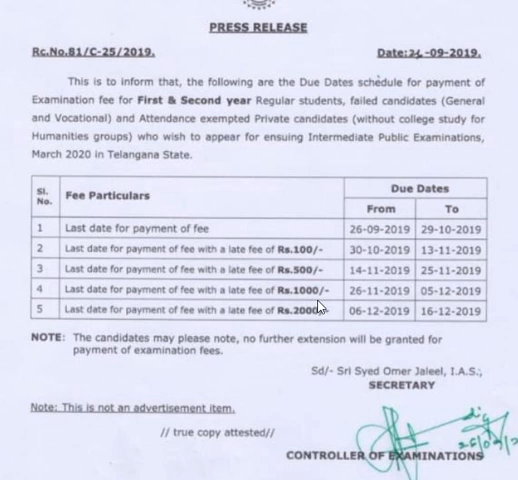 PRESS RELEASE
Rc.No.81/C-25/2019. Date: -09-2019.
This is to inform that, the following are the Due Dates schedule for payment of
Examination fee for First & Second year Regular students, failed candidates (General
and Vocational) and Attendance exempted Private candidates (without college study for
Humanities groups) who wish to appear for ensuing Intermediate Public Examinations,
March 2020 in Telangana State.
Sl. No. Fee Particulars Due Dates
From To
1 Last date for payment of fee 26-09-2019 29-10-2019
2 Last date for payment of fee with a late fee of Rs.100/- 30-10-2019 13-11-2019
3 Last date for payment of fee with a late fee of Rs.500/- 14-11-2019 25-11-2019
4 Last date for payment of fee with a late fee of Rs.1000/- 26-11-2019 05-12-2019
5 Last date for payment of fee with a late fee of Rs.2000/- 06-12-2019 16-12-2019
NOTE: The candidates may please note, no further extension will be granted for
payment of examination fees.
Sd/- Sri Syed Omer Jaleel, I.A.S.,
SECRETARY
Note: This is not an advertisement item.
// true copy attested//
CONTROLLER OF EXAMINATIONS